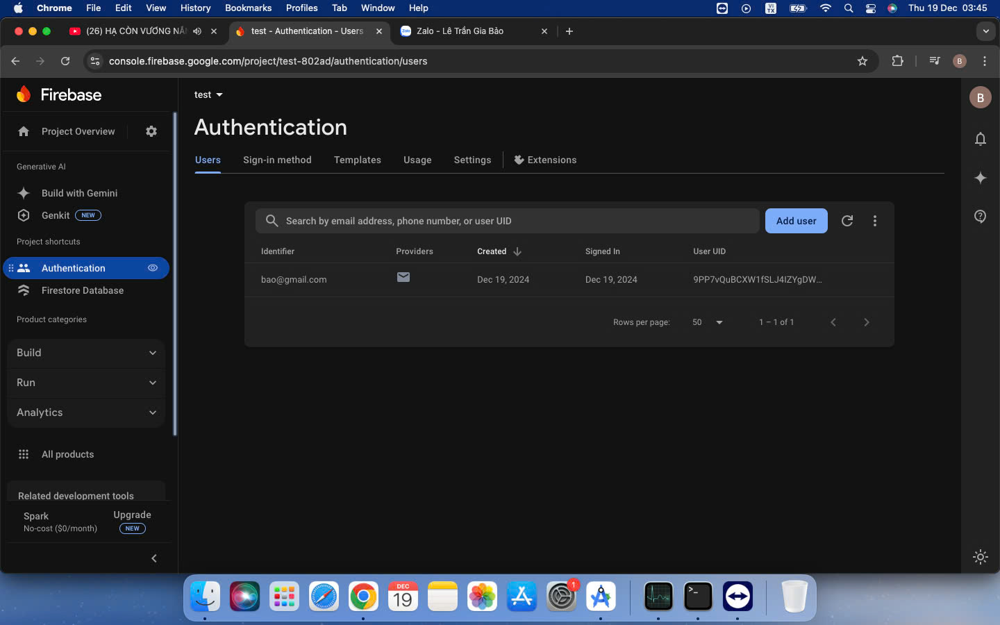 Chrome File Edit View History Bookmarks Profiles Tab Window Help VI TX Thu 19 Dec 03:45
(26) HẠ CÒN VƯƠNG NẮN test - Authentication - Users Zalo - Lê Trần Gia Bảo
console.firebase.google.com/project/test-802ad/authentication/users B
Firebase
test
B
Project Overview
Authentication
Users Sign-in method Templates Usage Settings Extensions
Generative AI
Build with Gemini
Genkit NEW
Search by email address, phone number, or user UID Add user
Project shortcuts
Identifier Providers Created Signed In User UID
Authentication
bao@gmail.com Dec 19, 2024 Dec 19, 2024
Firestore Database
Product categories
Rows per page: 50 1 – 1 of 1
Build
Run
Analytics
All products
Related development tools
Spark Upgrade
No-cost ($0/month) NEW
DEC
19
1